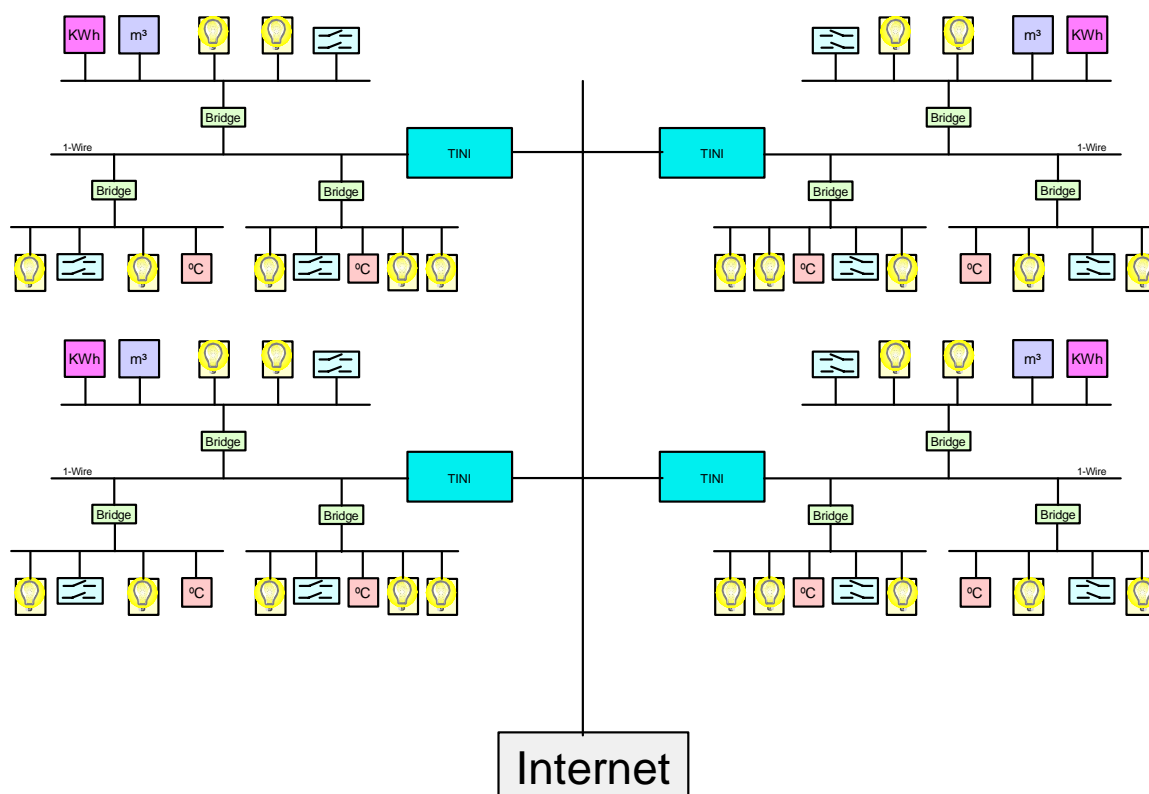 KWh m³ m³ KWh
Bridge Bridge
1-Wire TINI TINI 1-Wire
Bridge Bridge Bridge Bridge
ºC ºC ºC ºC
KWh m³ m³ KWh
Bridge Bridge
1-Wire TINI TINI 1-Wire
Bridge Bridge Bridge Bridge
ºC ºC ºC ºC
Internet